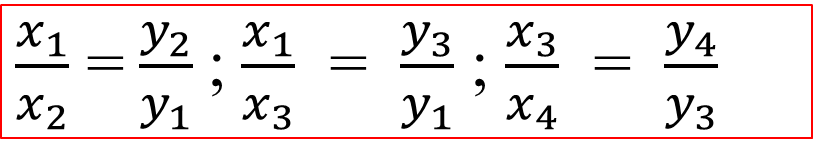 x₁/x₂ = y₂/y₁ ; x₁/x₃ = y₃/y₁ ; x₃/x₄ = y₄/y₃